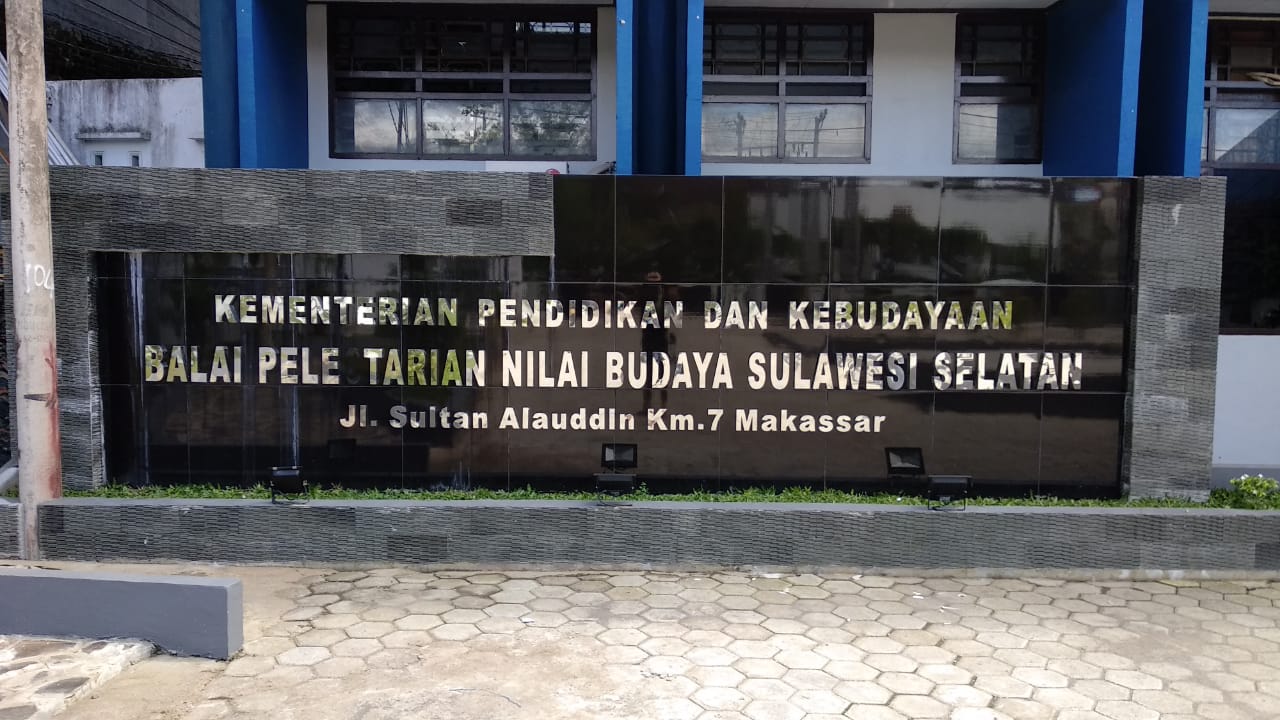 KEMENTERIAN PENDIDIKAN DAN KEBUDAYAAN
BALAI PELE TARIAN NILAI BUDAYA SULAWESI SELATAN
Jl. Sultan Alauddin Km.7 Makassar